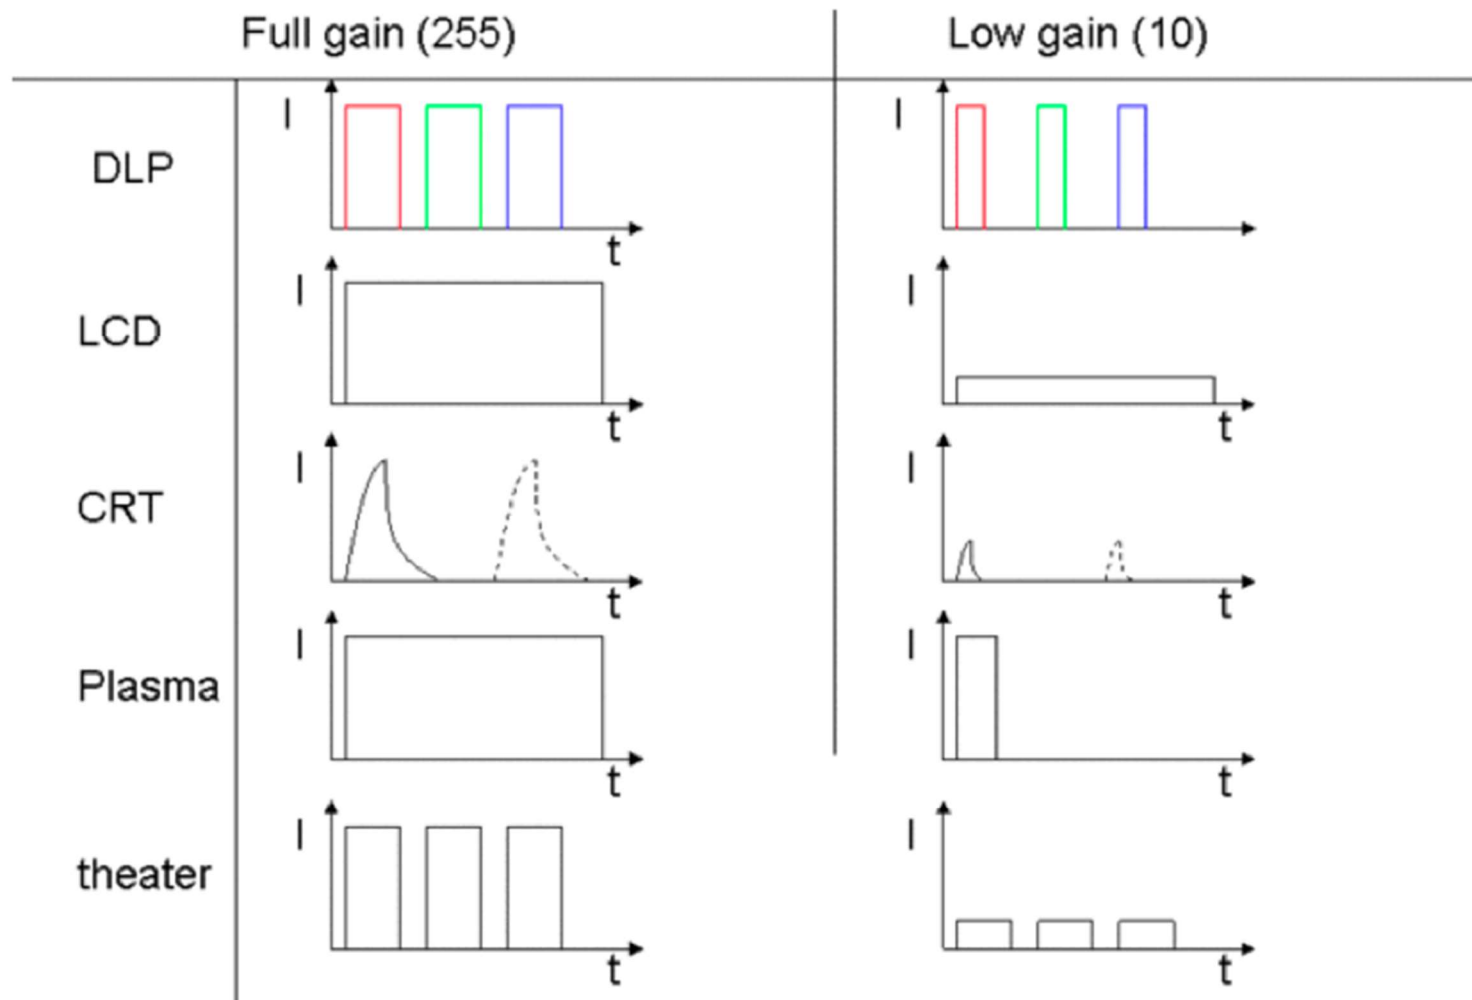 Full gain (255) Low gain (10)
DLP I t I
LCD I t I t
CRT I t I t
Plasma I t I t
theater I t I t